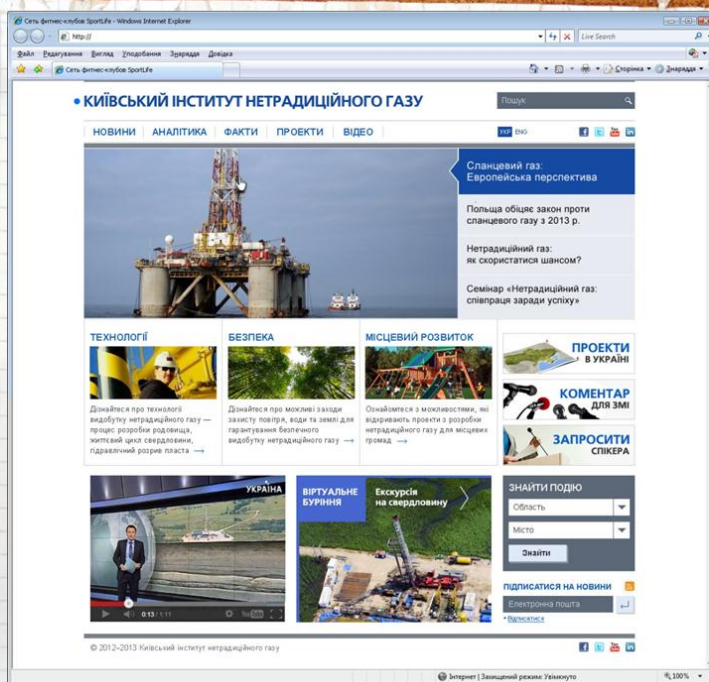 Сеть фитнес-клубов SportLife - Windows Internet Explorer
http://
Live Search
Файл Редагування Вигляд Уподобання Знаряддя Довідка
Сеть фитнес-клубов SportLife
Сторінка Знаряддя
КИЇВСЬКИЙ ІНСТИТУТ НЕТРАДИЦІЙНОГО ГАЗУ
Пошук
НОВИНИ АНАЛІТИКА ФАКТИ ПРОЕКТИ ВІДЕО
УКР ENG
Сланцевий газ:
Европейська перспектива
Польща обіцяє закон проти
сланцевого газу з 2013 р.
Нетрадиційний газ:
як скористатися шансом?
Семінар «Нетрадиційний газ:
співпраця заради успіху»
ТЕХНОЛОГІЇ
Дізнайтеся про технології
видобутку нетрадиційного газу —
процес розробки родовища,
життєвий цикл свердловини,
гідравлічний розрив пласта →
БЕЗПЕКА
Дізнайтеся про можливі заходи
захисту повітря, води та землі для
гарантування безпечного
видобутку нетрадиційного газу →
МІСЦЕВИЙ РОЗВИТОК
Ознайомтеся з можливостями, які
відкривають проекти з розробки
нетрадиційного газу для місцевих
громад →
ПРОЕКТИ
В УКРАЇНІ
КОМЕНТАР
ДЛЯ ЗМІ
ЗАПРОСИТИ
СПІКЕРА
УКРАЇНА
0:13 / 1:11
YouTube
ВІРТУАЛЬНЕ
БУРІННЯ
Екскурсія
на свердловину
ЗНАЙТИ ПОДІЮ
Область
Місто
Знайти
ПІДПИСАТИСЯ НА НОВИНИ
Електронна пошта
Відписатися
© 2012–2013 Київський інститут нетрадиційного газу
Інтернет | Захищений режим: Увімкнуто
100%